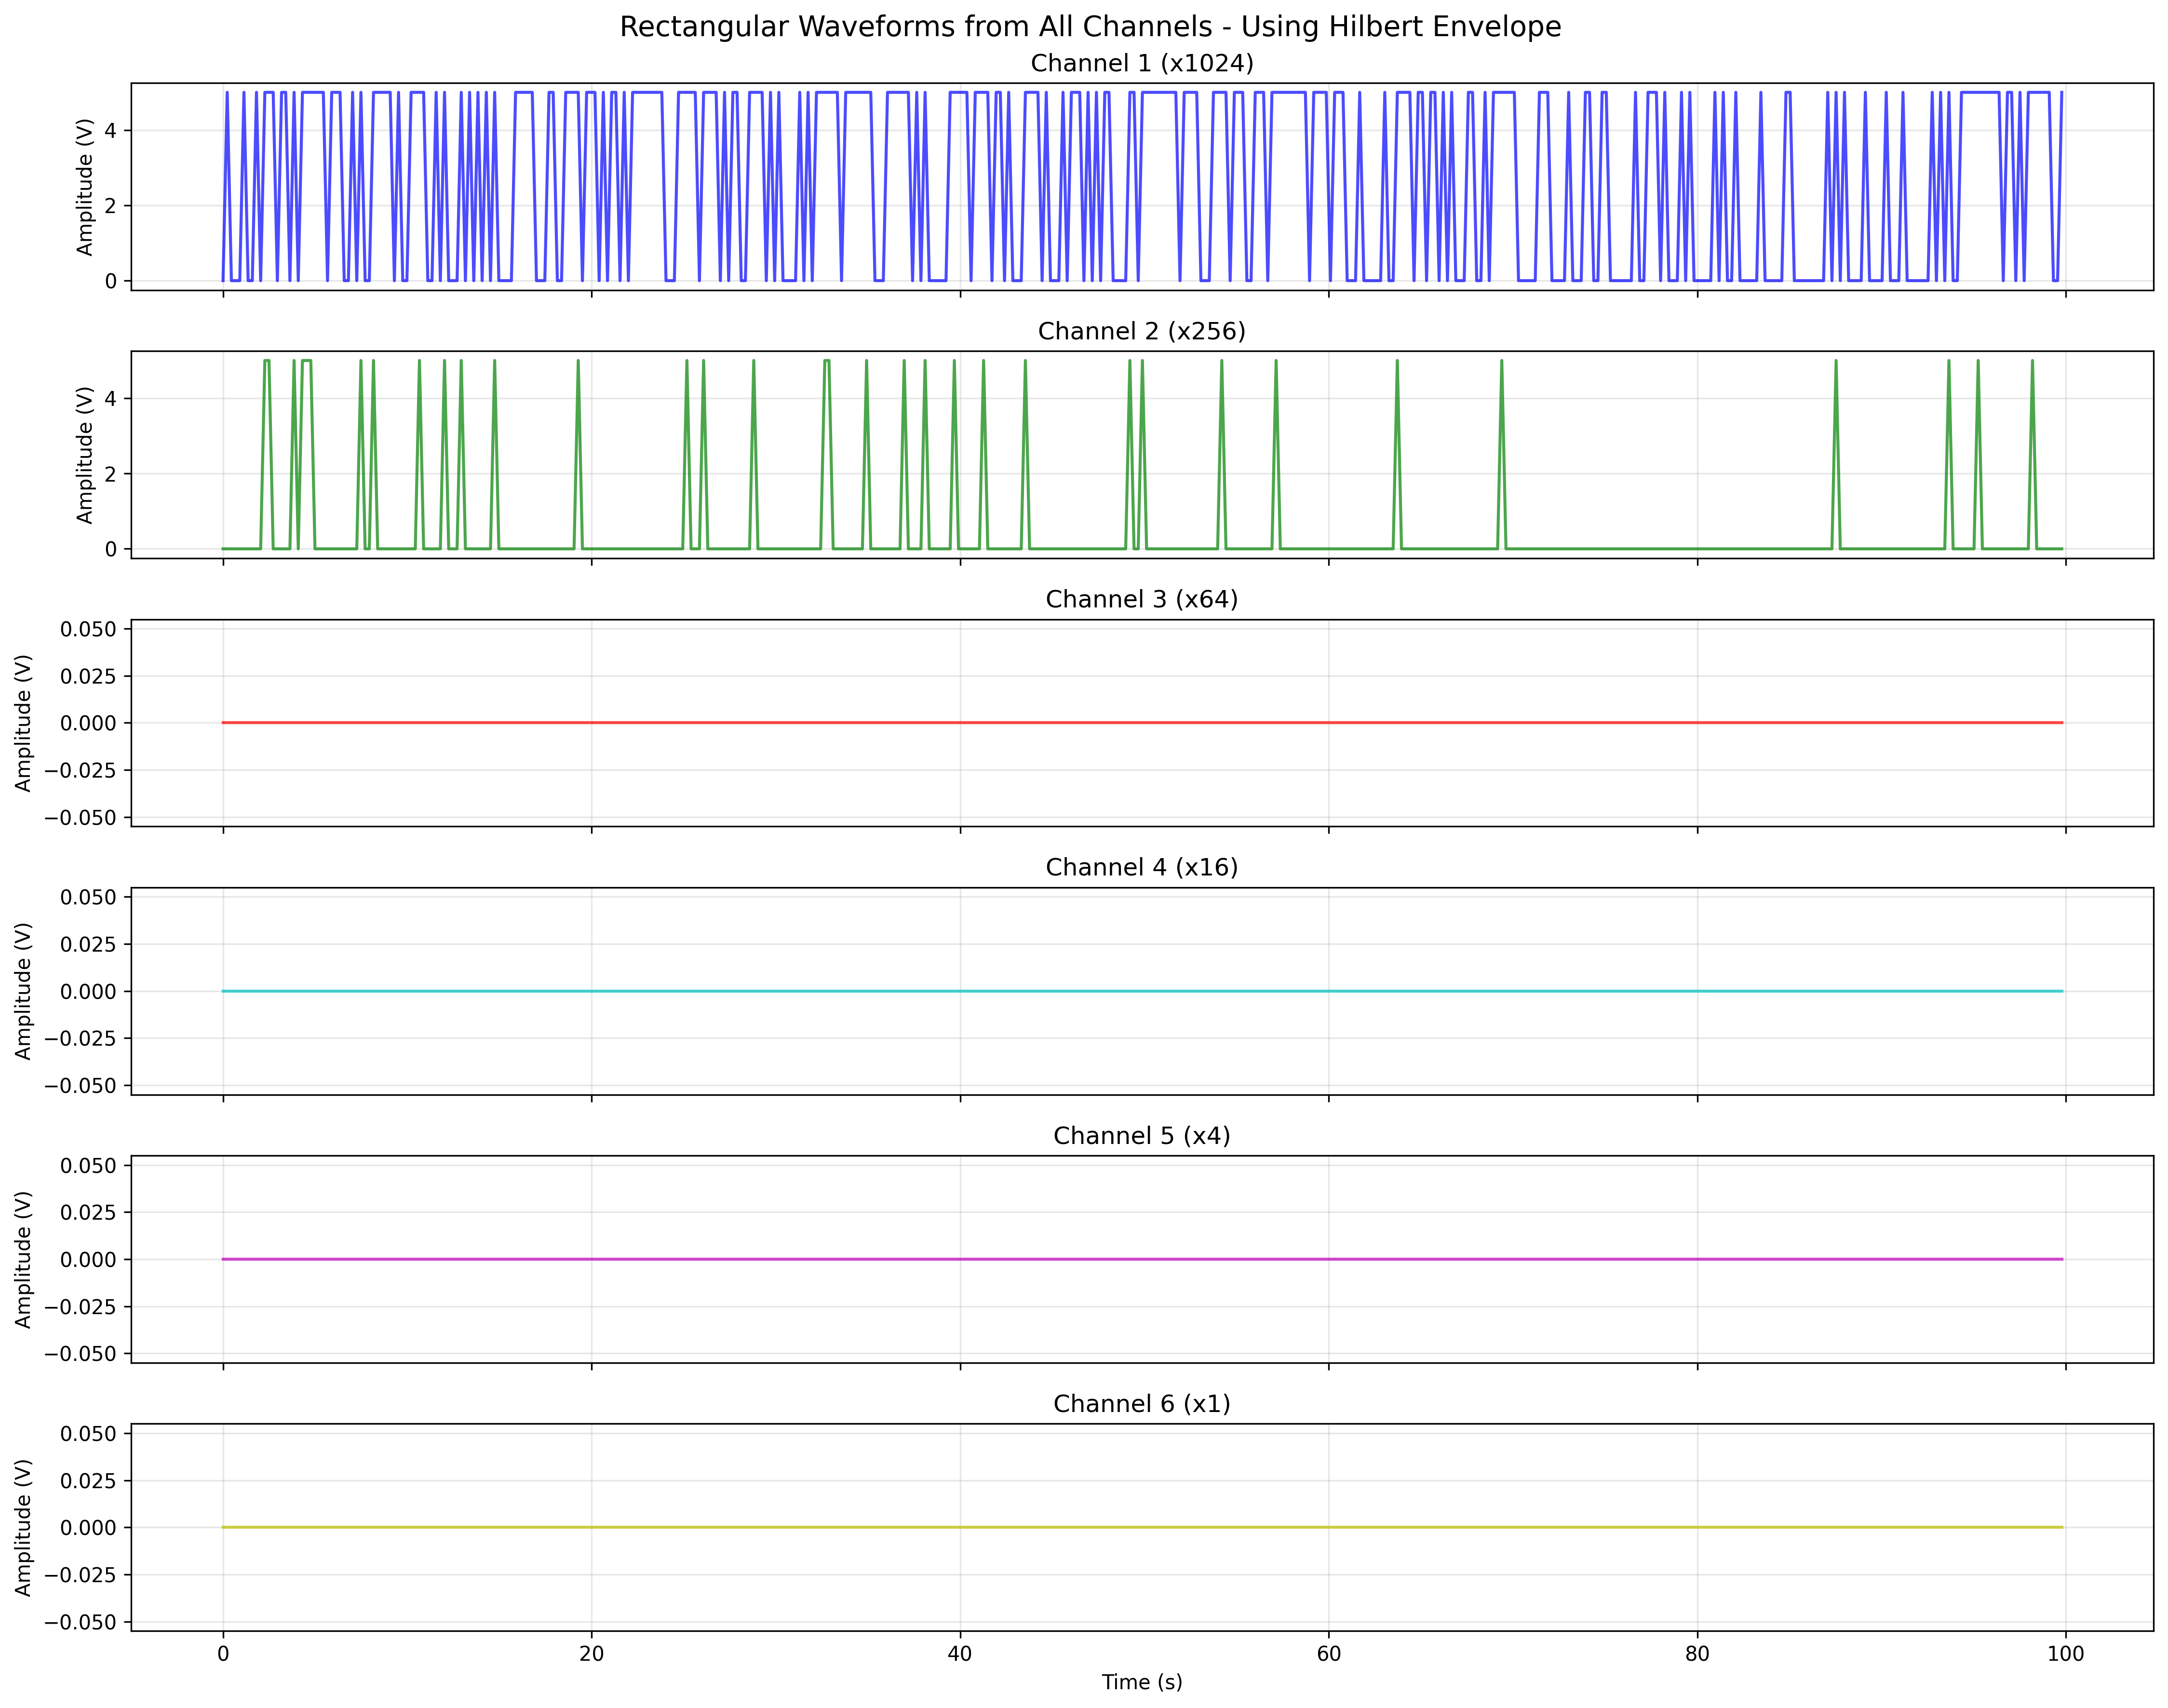 Rectangular Waveforms from All Channels - Using Hilbert Envelope
Channel 1 (x1024)
Amplitude (V)
4
2
0
Channel 2 (x256)
Amplitude (V)
4
2
0
Channel 3 (x64)
Amplitude (V)
0.050
0.025
0.000
−0.025
−0.050
Channel 4 (x16)
Amplitude (V)
0.050
0.025
0.000
−0.025
−0.050
Channel 5 (x4)
Amplitude (V)
0.050
0.025
0.000
−0.025
−0.050
Channel 6 (x1)
Amplitude (V)
0.050
0.025
0.000
−0.025
−0.050
0 20 40 60 80 100
Time (s)